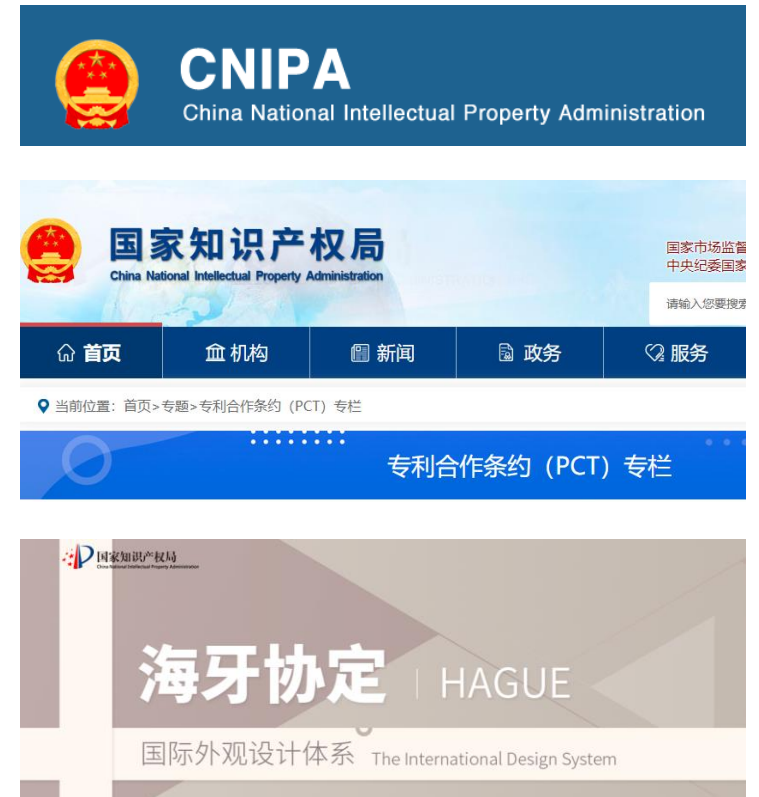 CNIPA
China National Intellectual Property Administration
国家知识产权局
China National Intellectual Property Administration
国家市场监督
中央纪委国家
请输入您要搜索
首页 机构 新闻 政务 服务
当前位置：首页>专题>专利合作条约（PCT）专栏
专利合作条约（PCT）专栏
国家知识产权局
China National Intellectual Property Administration
海牙协定 | HAGUE
国际外观设计体系 The International Design System